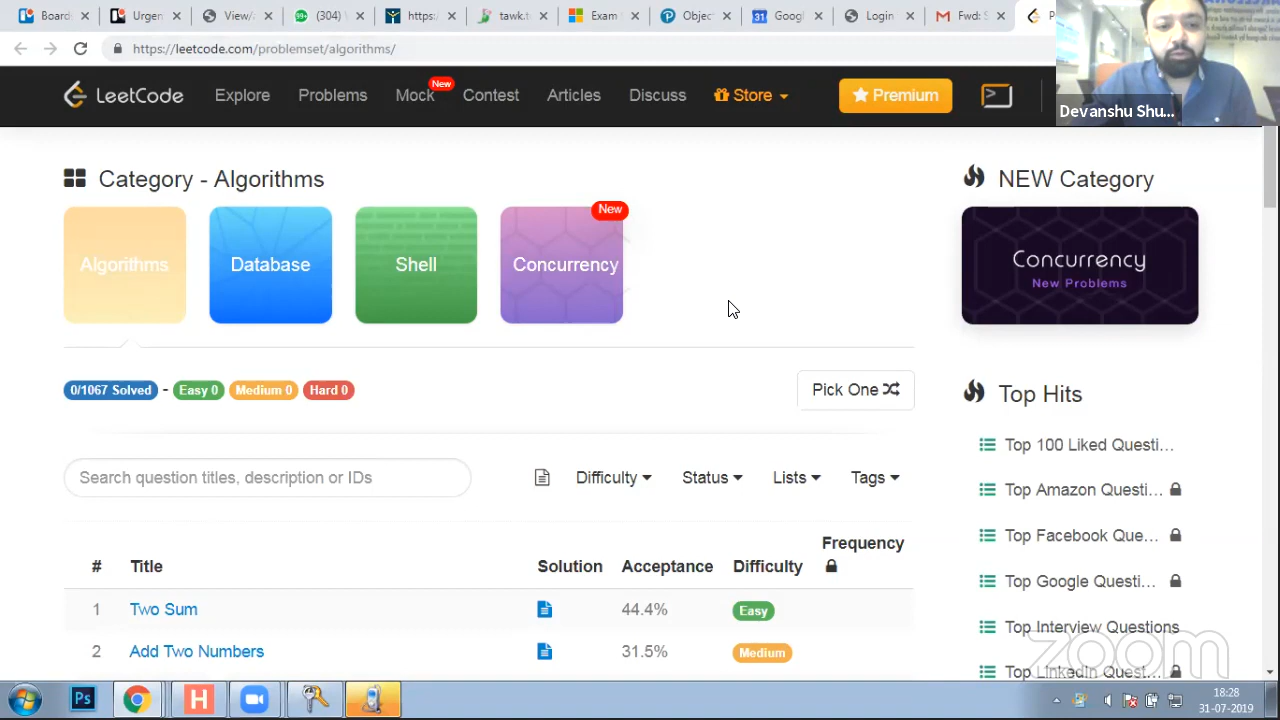 Board
Urgen
View/
(304) V
https:
tawk.t
Exam
Objec
Googl
Login
Fwd: S
P
https://leetcode.com/problemset/algorithms/
LeetCode
Explore
Problems
Mock
New
Contest
Articles
Discuss
Store
Premium
Devanshu Shu...
Category - Algorithms
NEW Category
Algorithms
Database
Shell
Concurrency
New
Concurrency
New Problems
0/1067 Solved - Easy 0 Medium 0 Hard 0
Pick One
Top Hits
Top 100 Liked Questi...
Search question titles, description or IDs
Difficulty
Status
Lists
Tags
Top Amazon Questi...
Top Facebook Que...
# Title Solution Acceptance Difficulty Frequency
Top Google Questi...
1 Two Sum 44.4% Easy
Top Interview Questions
2 Add Two Numbers 31.5% Medium
Top LinkedIn Quest...
zoom
Ps
H
18:28
31-07-2019